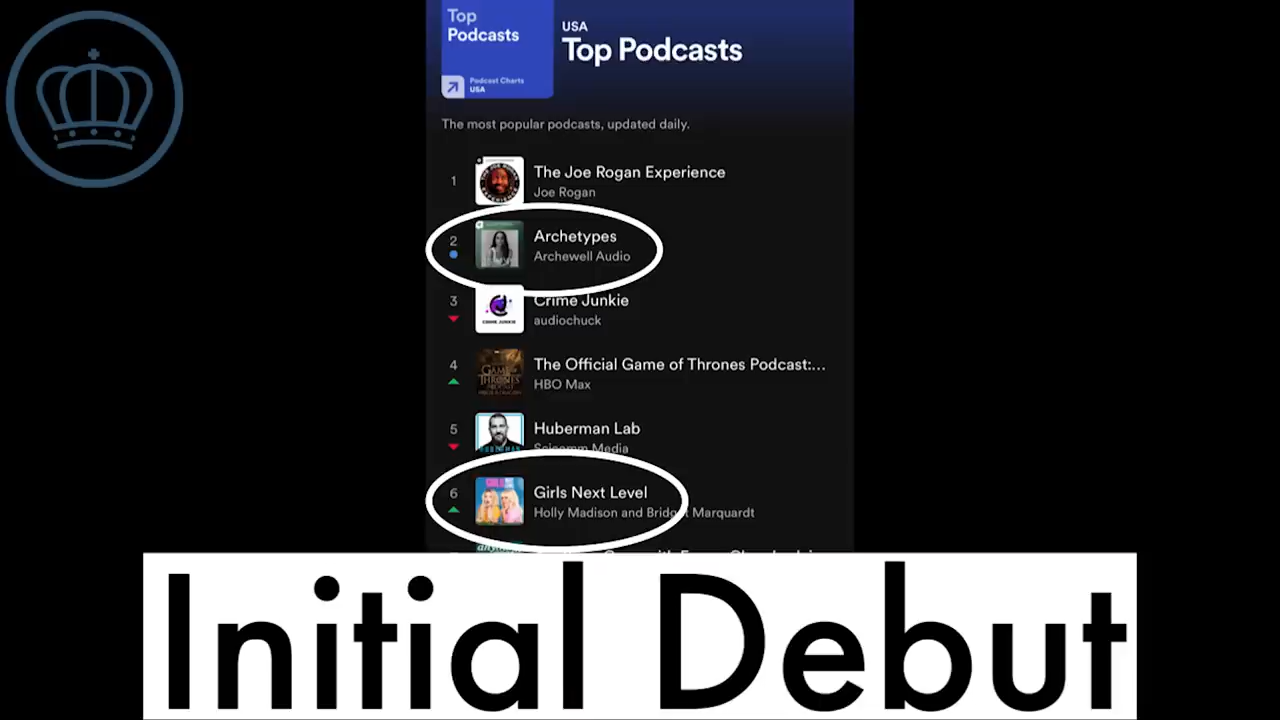 Top
Podcasts
Podcast Charts
USA
USA
Top Podcasts
The most popular podcasts, updated daily.
1
The Joe Rogan Experience
Joe Rogan
2
Archetypes
Archewell Audio
3
Crime Junkie
audiochuck
4
The Official Game of Thrones Podcast:...
HBO Max
5
Huberman Lab
Scicomm Media
6
Girls Next Level
Holly Madison and Bridget Marquardt
Initial Debut